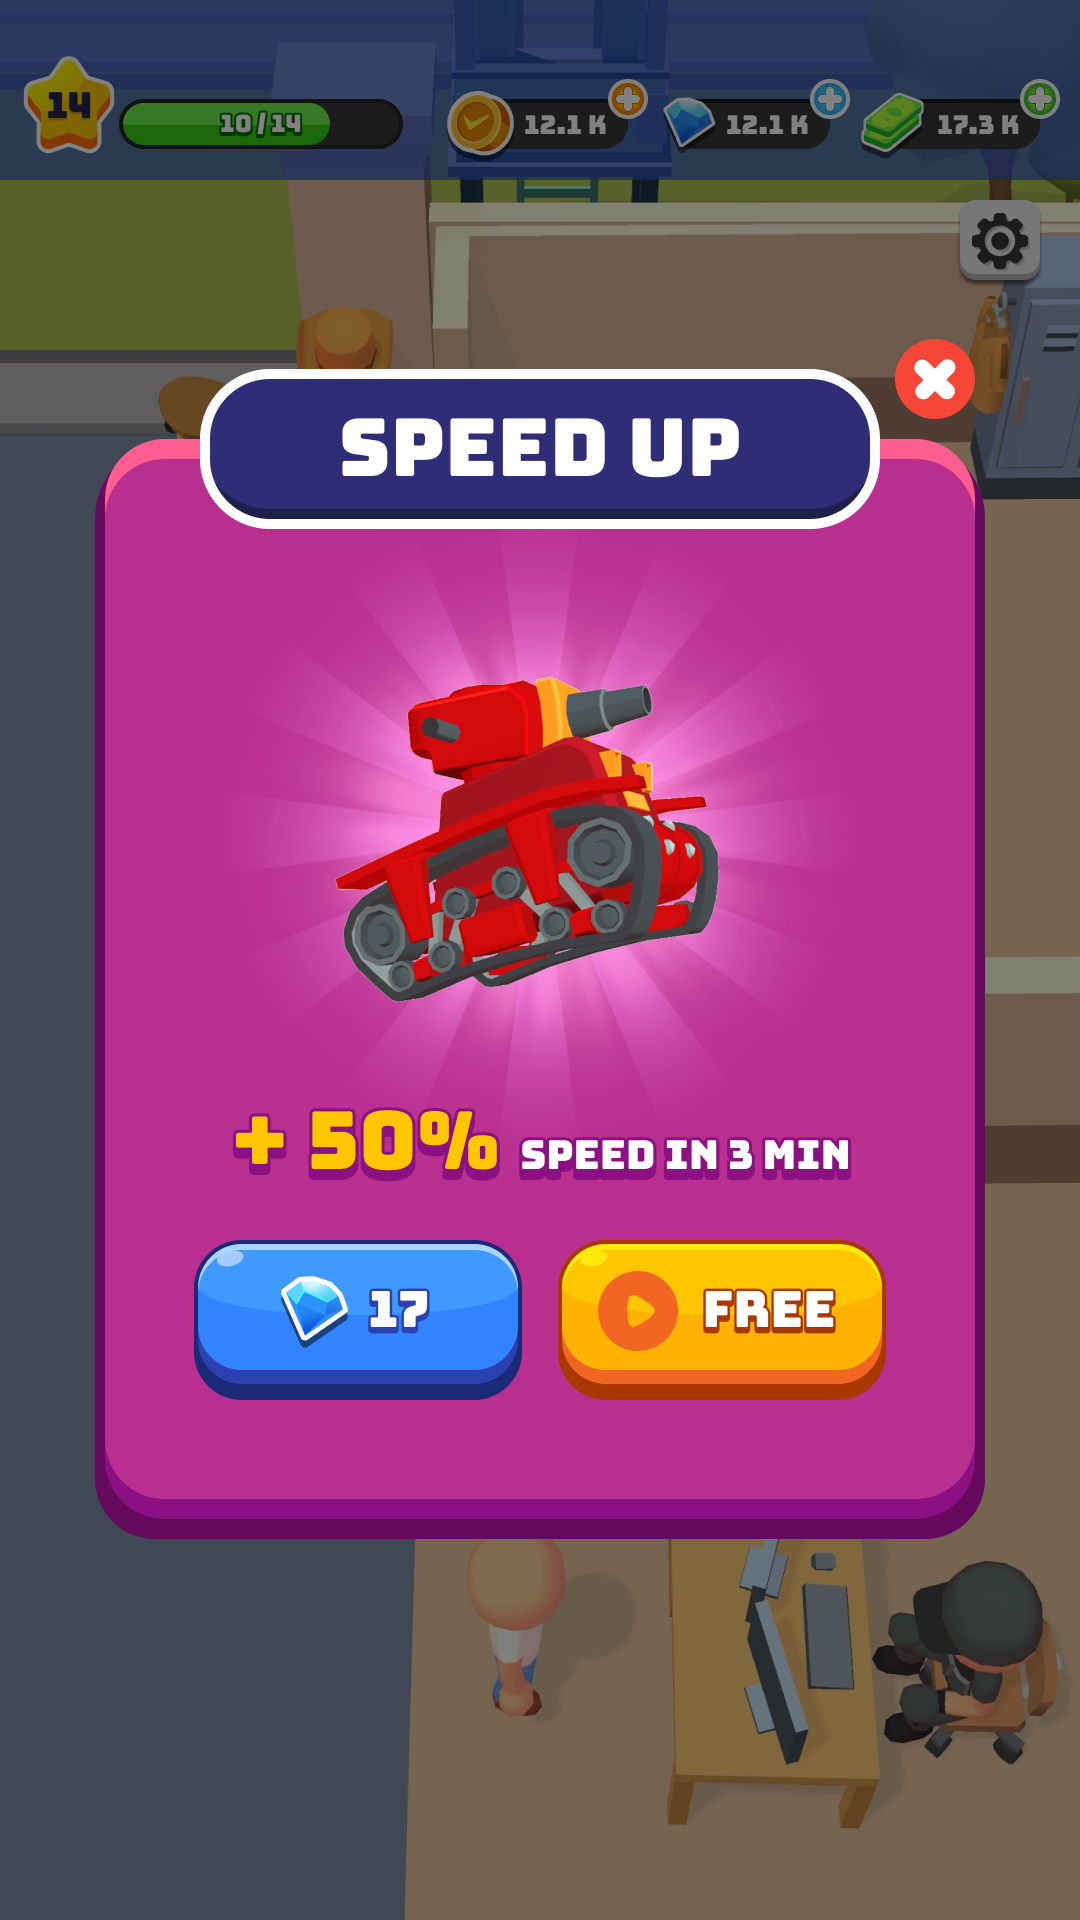 14
10/14
12.1 K
12.1 K
17.3 K
SPEED UP
+ 50% SPEED IN 3 MIN
17
FREE